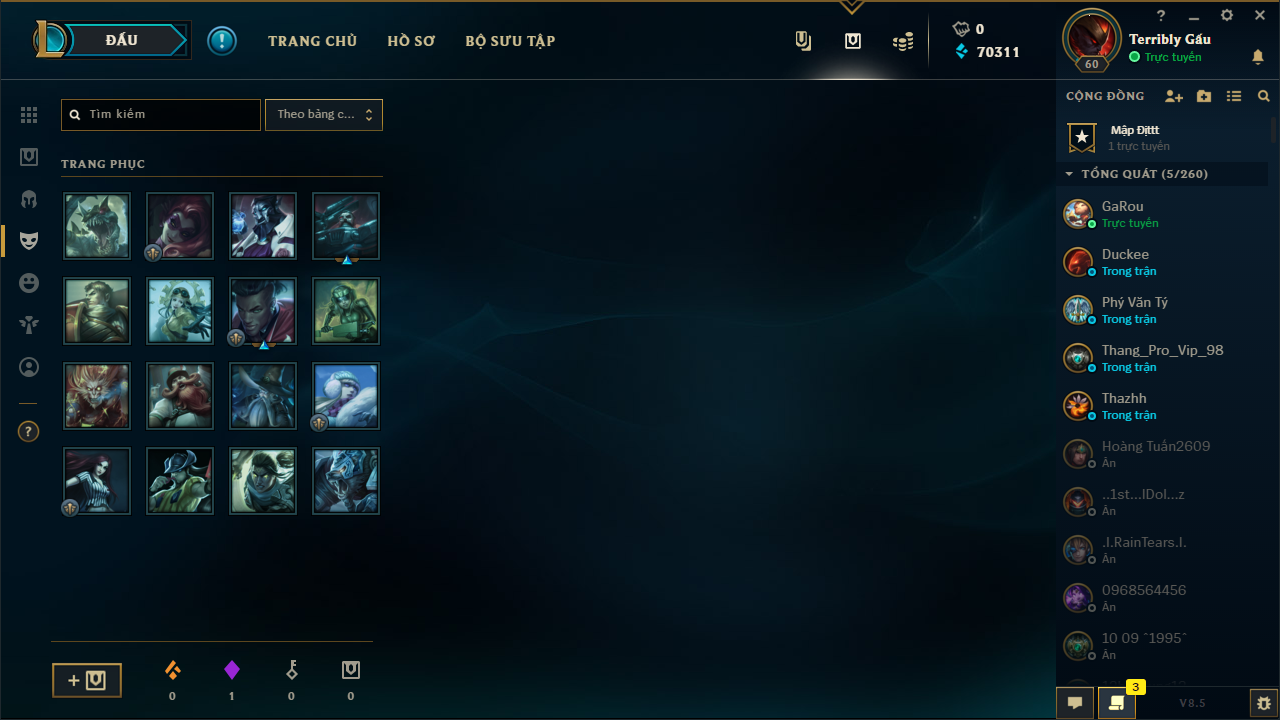 ĐẤU
TRANG CHỦ
HỒ SƠ
BỘ SƯU TẬP
0
70311
60
Terribly Gấu
Trực tuyến
Tìm kiếm
Theo bảng c...
TRANG PHỤC
CỘNG ĐỒNG
Mập Địttt
1 trực tuyến
TỔNG QUÁT (5/260)
GaRou
Trực tuyến
Duckee
Trong trận
Phý Văn Tý
Trong trận
Thang_Pro_Vip_98
Trong trận
Thazhh
Trong trận
Hoàng Tuấn2609
Ẩn
..1st...IDol...z
Ẩn
.I.RainTears.I.
Ẩn
0968564456
Ẩn
10 09 ˆ1995ˆ
Ẩn
0
1
0
0
3
V8.5